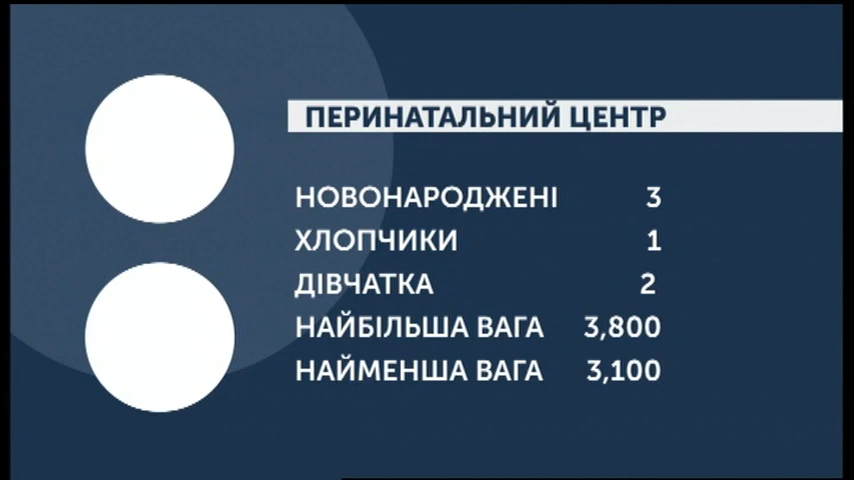 ПЕРИНАТАЛЬНИЙ ЦЕНТР
НОВОНАРОДЖЕНІ 3
ХЛОПЧИКИ 1
ДІВЧАТКА 2
НАЙБІЛЬША ВАГА 3,800
НАЙМЕНША ВАГА 3,100